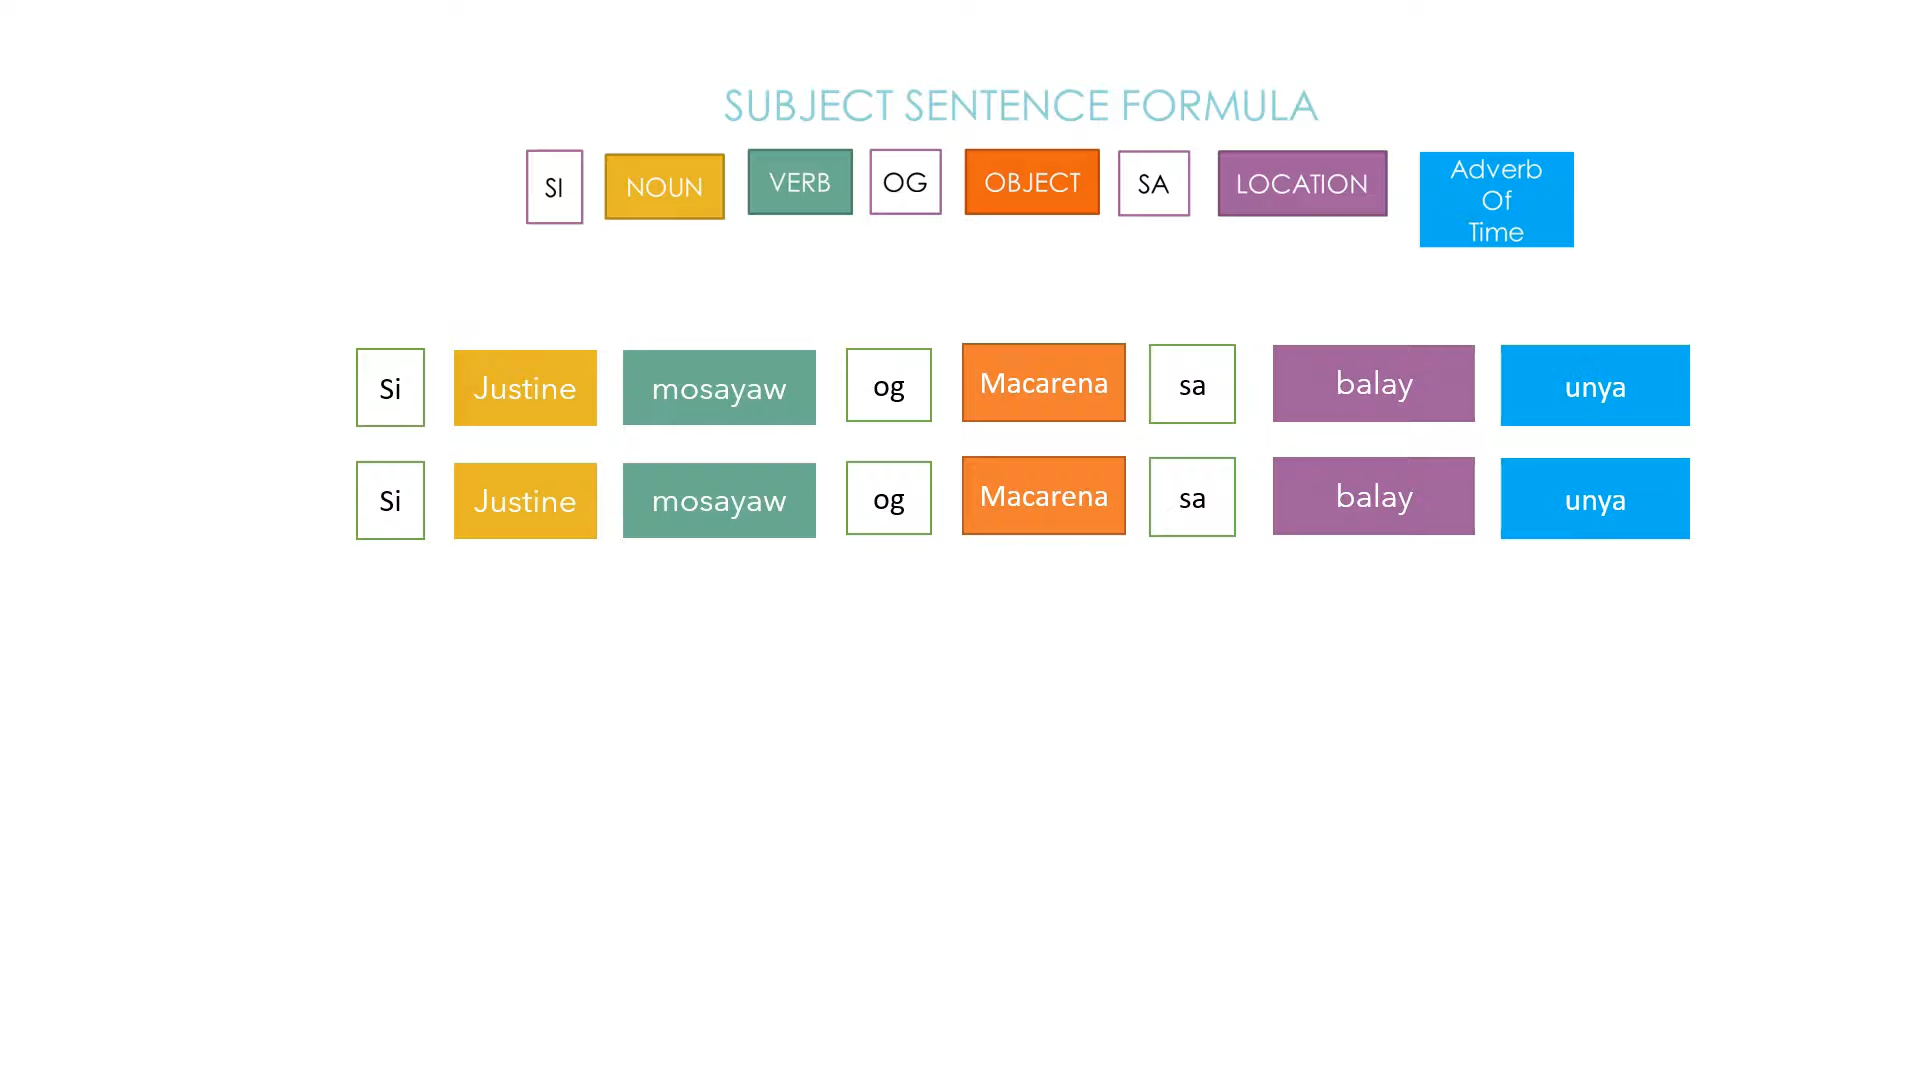 SUBJECT SENTENCE FORMULA
SI NOUN VERB OG OBJECT SA LOCATION Adverb
Of
Time
Si Justine mosayaw og Macarena sa balay unya
Si Justine mosayaw og Macarena sa balay unya